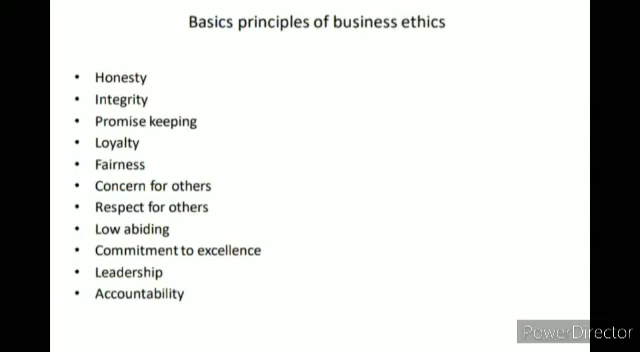 Basics principles of business ethics
• Honesty
• Integrity
• Promise keeping
• Loyalty
• Fairness
• Concern for others
• Respect for others
• Low abiding
• Commitment to excellence
• Leadership
• Accountability
PowerDirector